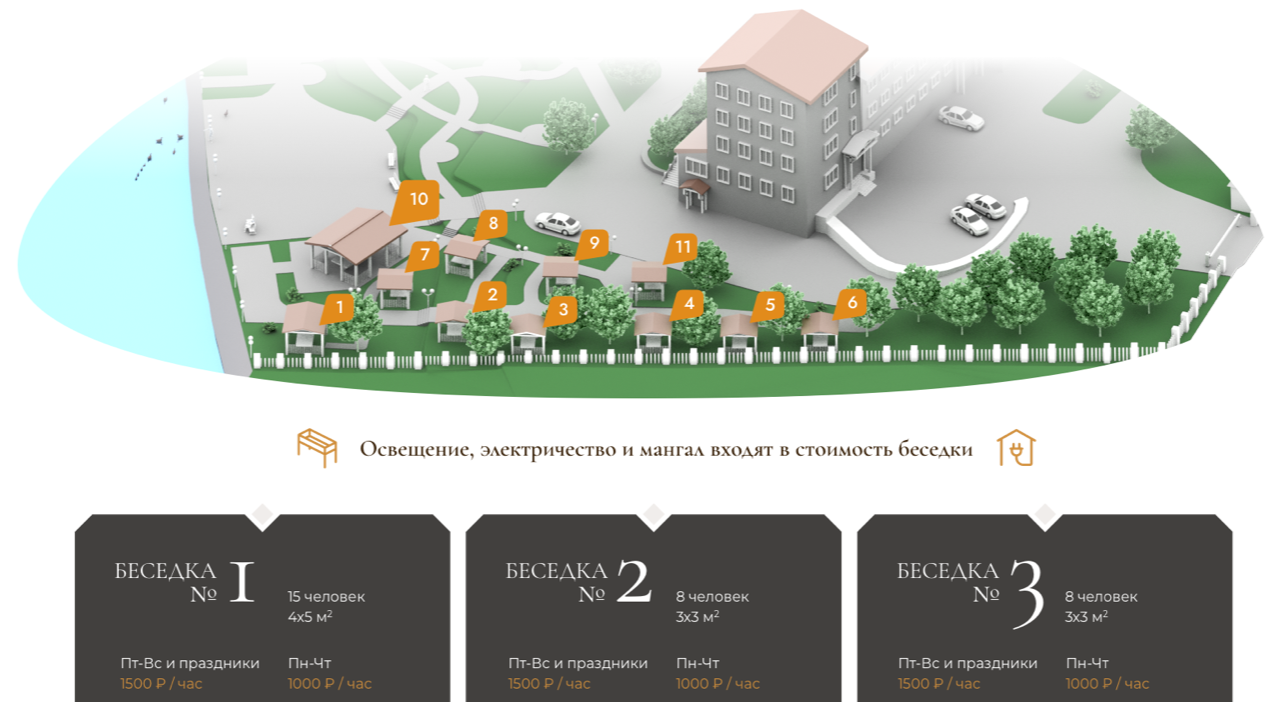 10
8
9
11
7
2
1
3
4
5
6
Освещение, электричество и мангал входят в стоимость беседки
БЕСЕДКА
№ 1
15 человек
4х5 м²
Пт-Вс и праздники
Пн-Чт
1500 ₽ / час
1000 ₽ / час
БЕСЕДКА
№ 2
8 человек
3х3 м²
Пт-Вс и праздники
Пн-Чт
1500 ₽ / час
1000 ₽ / час
БЕСЕДКА
№ 3
8 человек
3х3 м²
Пт-Вс и праздники
Пн-Чт
1500 ₽ / час
1000 ₽ / час